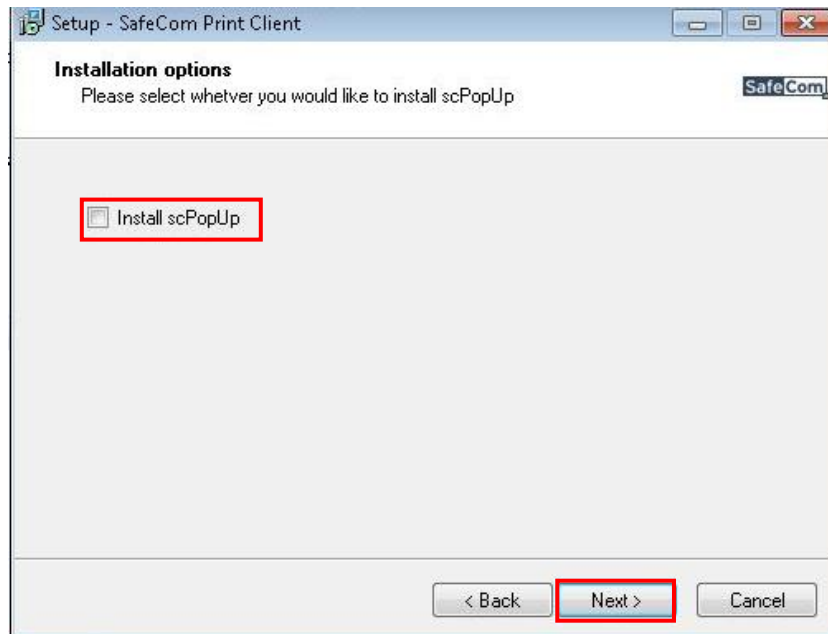 Setup - SafeCom Print Client
Installation options
Please select whetver you would like to install scPopUp
SafeCom
Install scPopUp
< Back
Next >
Cancel